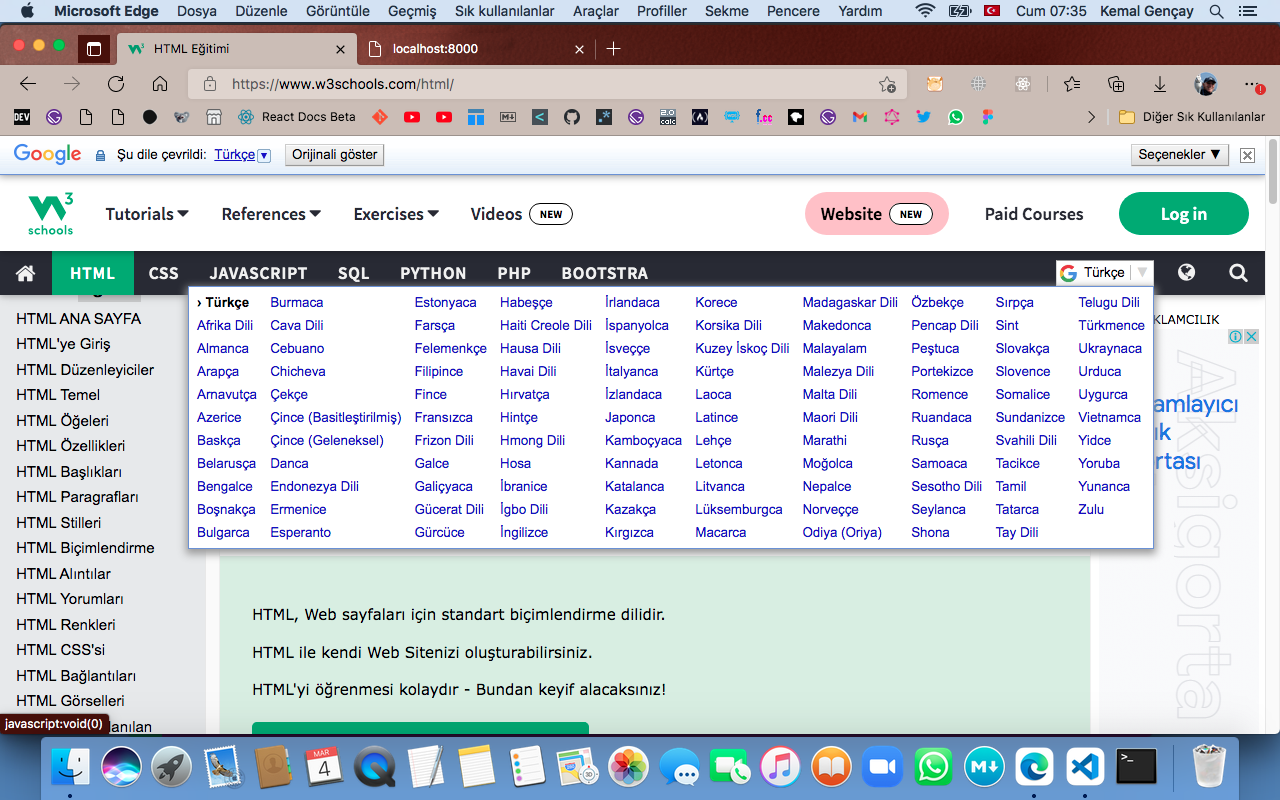 Microsoft Edge Dosya Düzenle Görüntüle Geçmiş Sık kullanılanlar Araçlar Profiller Sekme Pencere Yardım Cum 07:35 Kemal Gençay
HTML Eğitimi localhost:8000
https://www.w3schools.com/html/
DEV React Docs Beta 2.0 calc f.cc Diğer Sık Kullanılanlar
Google Şu dile çevrildi: Türkçe Orijinali göster Seçenekler ▼
W3 schools Tutorials References Exercises Videos NEW Website NEW Paid Courses Log in
HTML CSS JAVASCRIPT SQL PYTHON PHP BOOTSTRA G Türkçe ▼
› Türkçe Burmaca Estonyaca Habeşçe İrlandaca Korece Madagaskar Dili Özbekçe Sırpça Telugu Dili
Afrika Dili Cava Dili Farsça Haiti Creole Dili İspanyolca Korsika Dili Makedonca Pencap Dili Sint Türkmence
Almanca Cebuano Felemenkçe Hausa Dili İsveççe Kuzey İskoç Dili Malayalam Peştuca Slovakça Ukraynaca
Arapça Chicheva Filipince Havai Dili İtalyanca Kürtçe Malezya Dili Portekizce Slovence Urduca
Arnavutça Çekçe Fince Hırvatça İzlandaca Laoca Malta Dili Romence Somalice Uygurca
Azerice Çince (Basitleştirilmiş) Fransızca Hintçe Japonca Latince Maori Dili Ruandaca Sundanizce Vietnamca
Baskça Çince (Geleneksel) Frizon Dili Hmong Dili Kamboçyaca Lehçe Marathi Rusça Svahili Dili Yidce
Belarusça Danca Galce Hosa Kannada Letonca Moğolca Samoaca Tacikce Yoruba
Bengalce Endonezya Dili Galiçyaca İbranice Katalanca Litvanca Nepalce Sesotho Dili Tamil Yunanca
Boşnakça Ermenice Gücerat Dili İgbo Dili Kazakça Lüksemburgca Norveççe Seylanca Tatarca Zulu
Bulgarca Esperanto Gürcüce İngilizce Kırgızca Macarca Odiya (Oriya) Shona Tay Dili
HTML ANA SAYFA
HTML'ye Giriş
HTML Düzenleyiciler
HTML Temel
HTML Öğeleri
HTML Özellikleri
HTML Başlıkları
HTML Paragrafları
HTML Stilleri
HTML Biçimlendirme
HTML Alıntılar
HTML Yorumları
HTML Renkleri
HTML CSS'si
HTML Bağlantıları
HTML Görselleri
javascript:void(0)
HTML, Web sayfaları için standart biçimlendirme dilidir.
HTML ile kendi Web Sitenizi oluşturabilirsiniz.
HTML'yi öğrenmesi kolaydır - Bundan keyif alacaksınız!
KLAMCILIK
amlayıcı
ık
rtası
Aksigorta
MAR 4